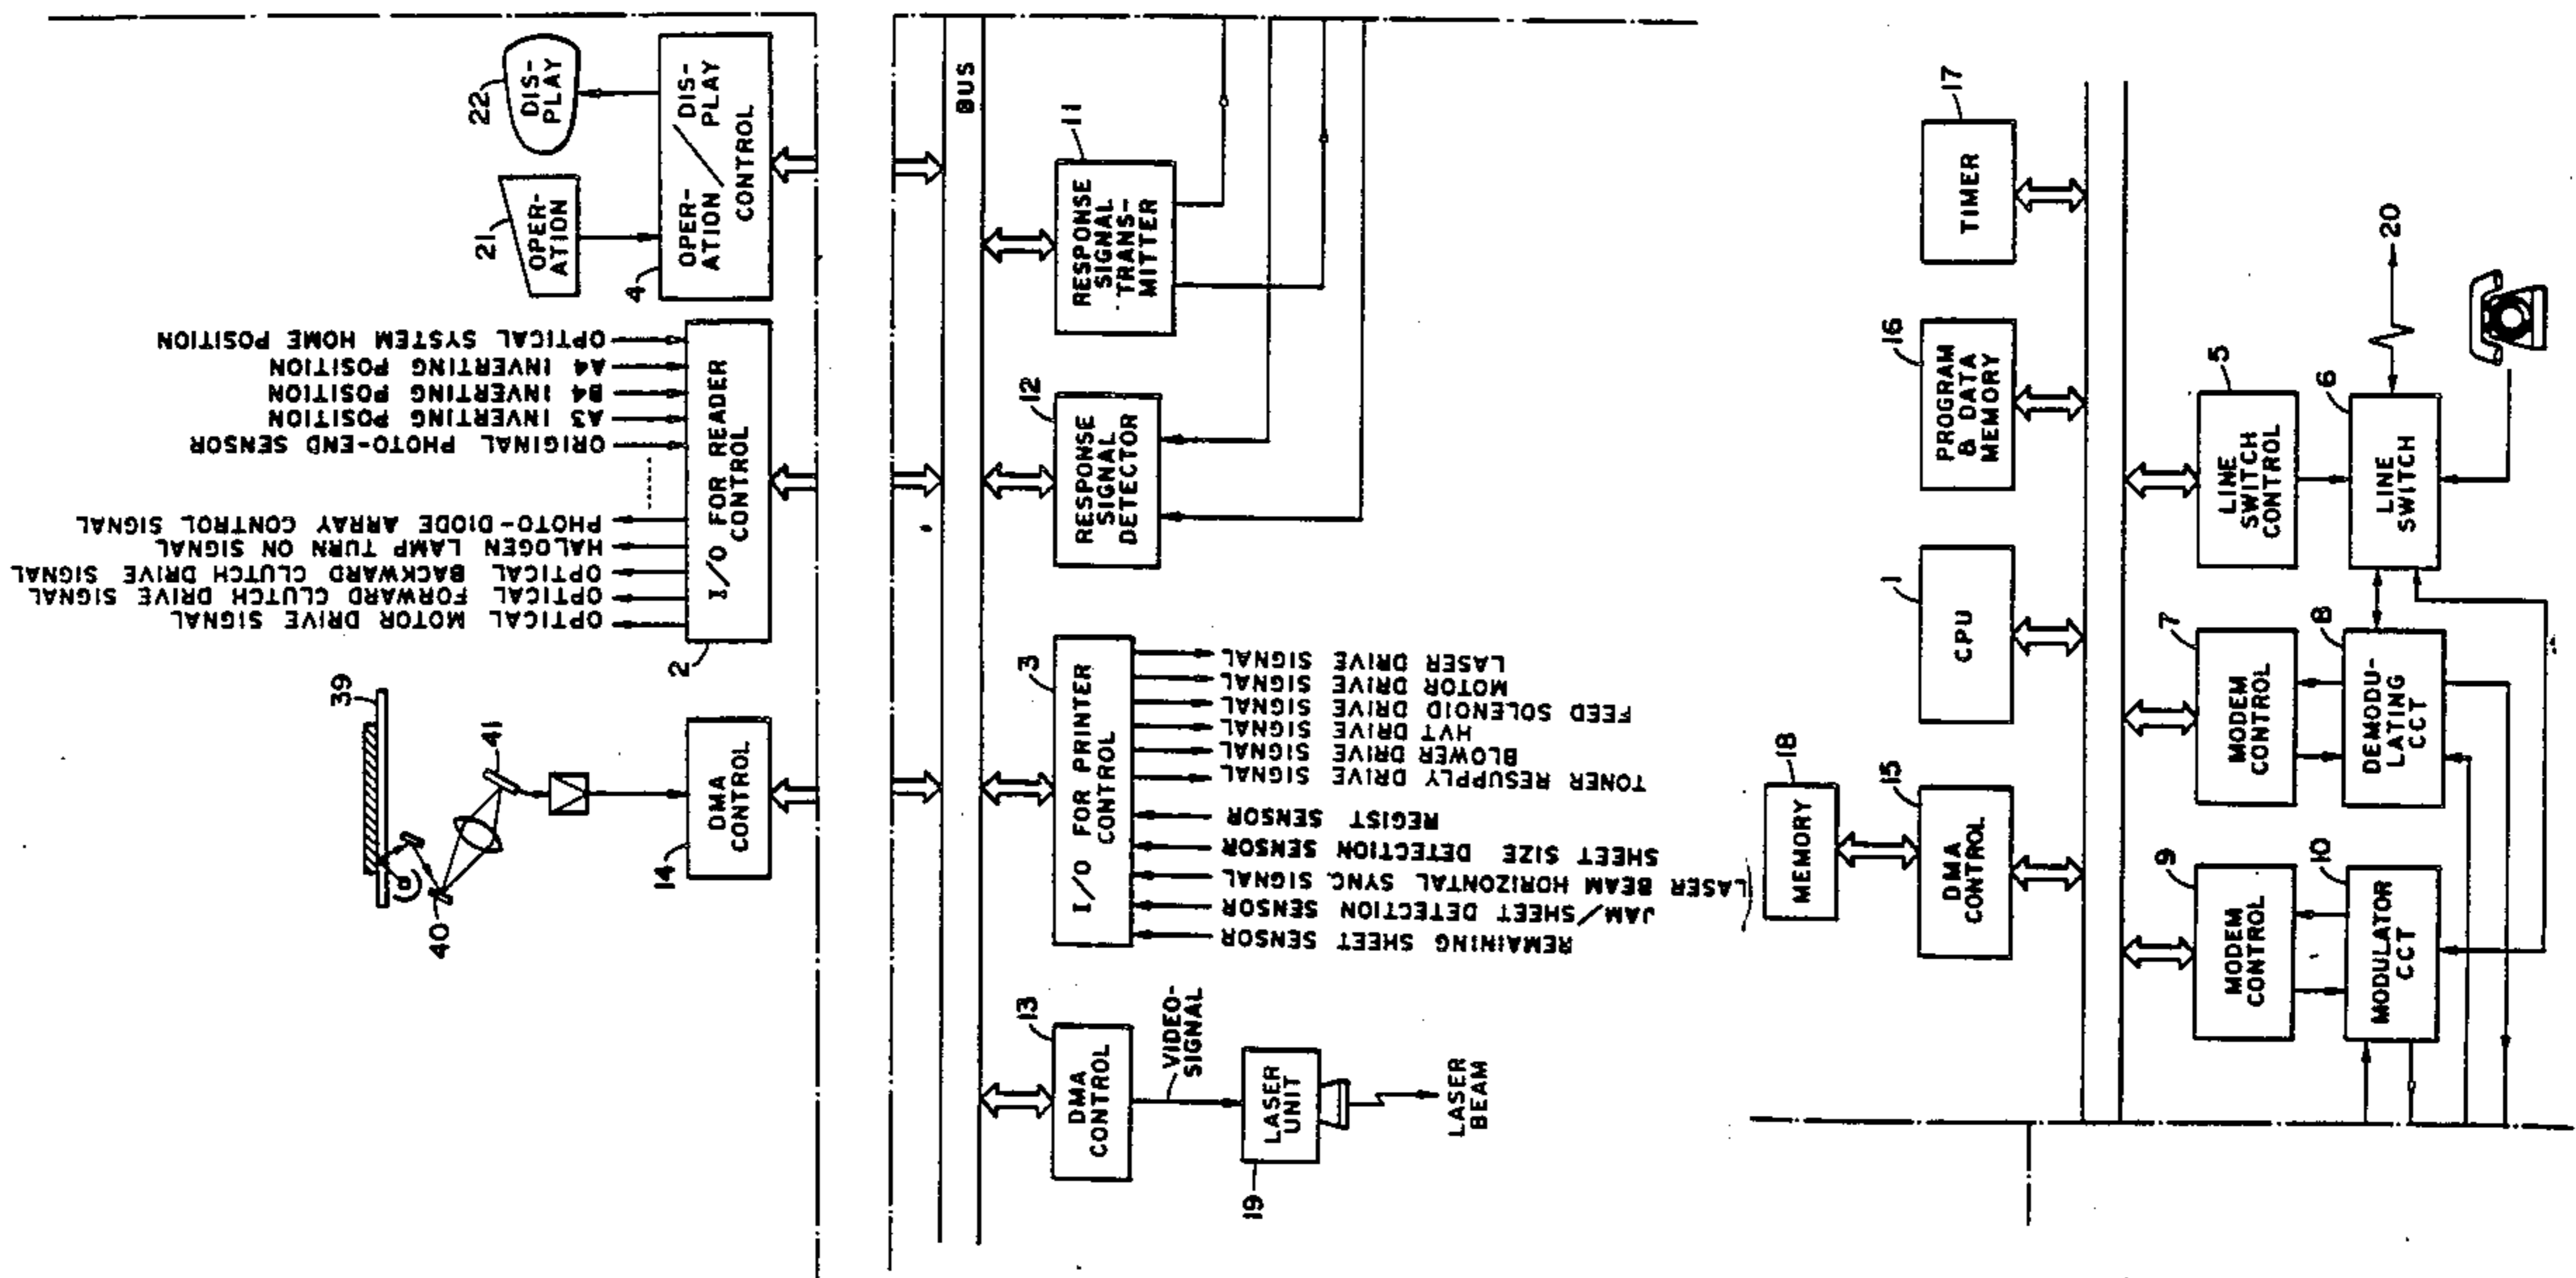 22
DIS-
PLAY
21
OPER-
ATION
4
OPER-
ATION
/
DIS-
PLAY
CONTROL
OPTICAL SYSTEM HOME POSITION
A4 INVERTING POSITION
B4 INVERTING POSITION
A3 INVERTING POSITION
ORIGINAL PHOTO-END SENSOR
PHOTO-DIODE ARRAY CONTROL SIGNAL
HALOGEN LAMP TURN ON SIGNAL
OPTICAL BACKWARD CLUTCH DRIVE SIGNAL
OPTICAL FORWARD CLUTCH DRIVE SIGNAL
OPTICAL MOTOR DRIVE SIGNAL
I/O FOR READER
CONTROL
2
39
41
40
14
DMA
CONTROL
BUS
11
RESPONSE
SIGNAL
TRANS-
MITTER
12
RESPONSE
SIGNAL
DETECTOR
3
I/O FOR PRINTER
CONTROL
LASER DRIVE SIGNAL
MOTOR DRIVE SIGNAL
FEED SOLENOID DRIVE SIGNAL
HVT DRIVE SIGNAL
BLOWER DRIVE SIGNAL
TONER RESUPPLY DRIVE SIGNAL
REGIST SENSOR
SHEET SIZE DETECTION SENSOR
LASER BEAM HORIZONTAL SYNC. SIGNAL
JAM/SHEET DETECTION SENSOR
REMAINING SHEET SENSOR
13
DMA
CONTROL
VIDEO-
SIGNAL
LASER
UNIT
19
LASER
BEAM
17
TIMER
16
PROGRAM
& DATA
MEMORY
1
CPU
18
MEMORY
15
DMA
CONTROL
20
5
LINE
SWITCH
CONTROL
6
LINE
SWITCH
7
MODEM
CONTROL
8
DEMODU-
LATING
CCT
9
MODEM
CONTROL
10
MODULATOR
CCT